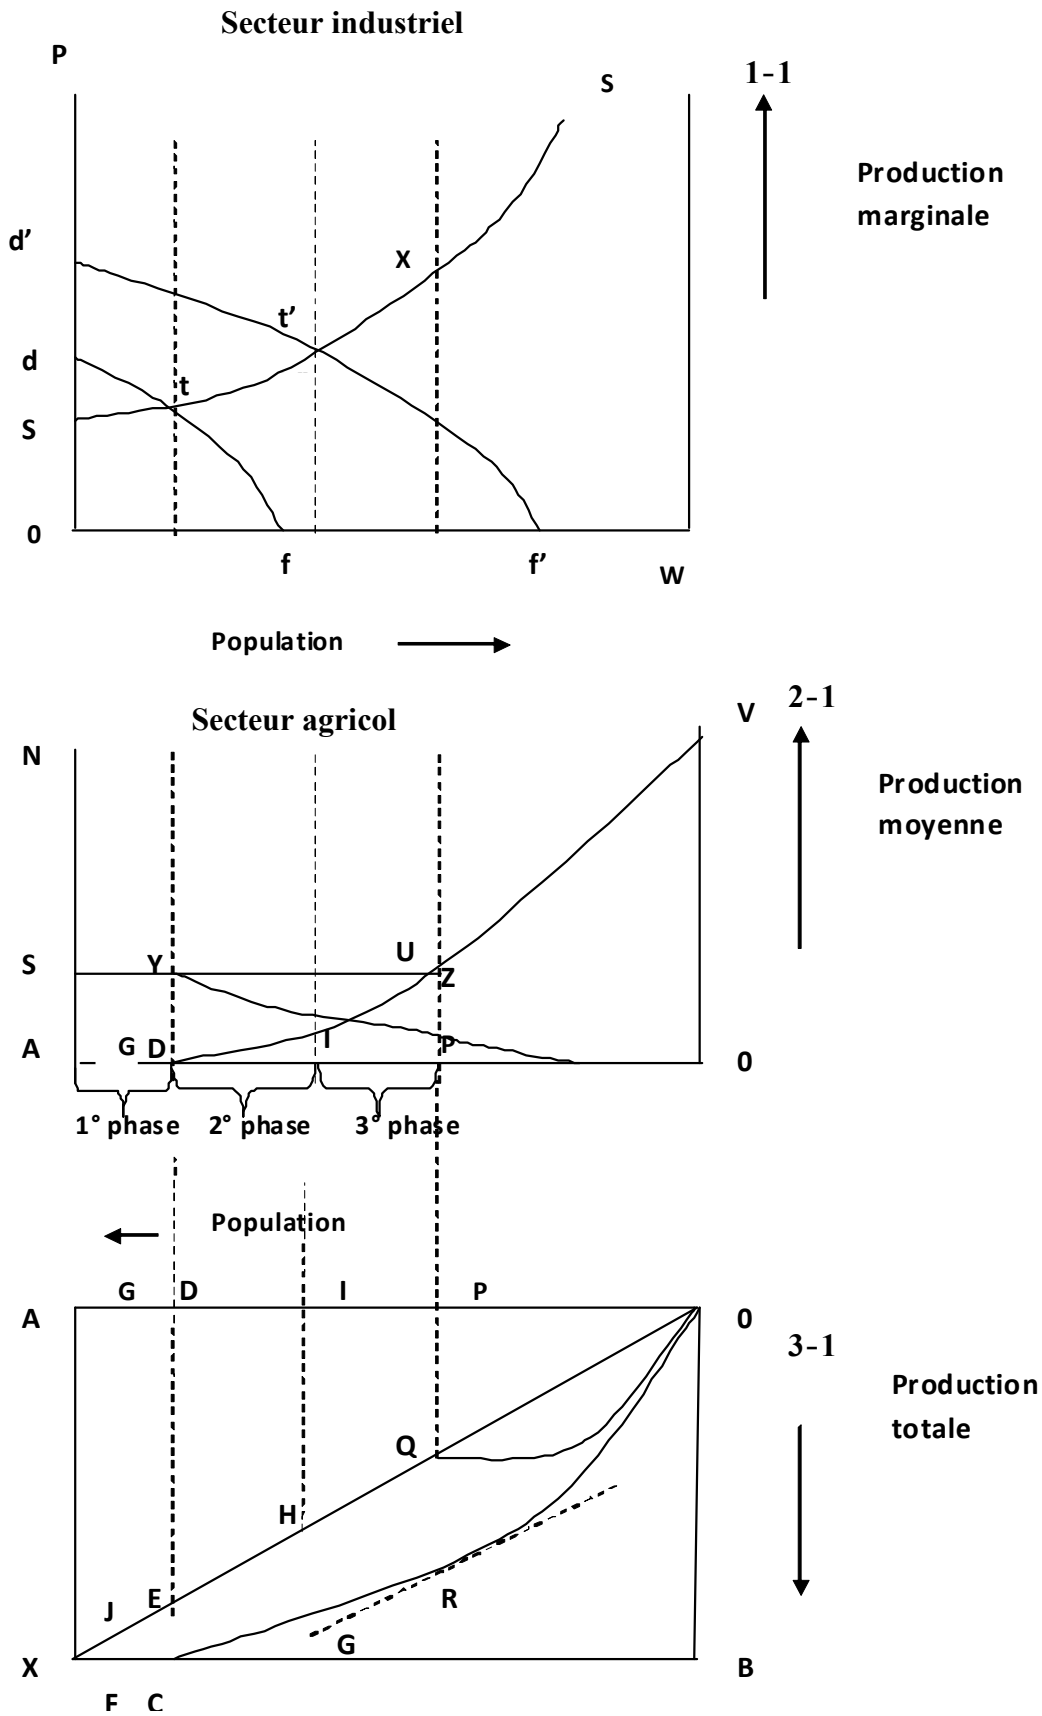 Secteur industriel
P
1-1
S
Production
marginale
d’
X
t’
d
t
S
0
f
f’
W
Population
2-1
V
Secteur agricol
N
Production
moyenne
U
S
Y
Z
I
P
A
G
D
0
1° phase
2° phase
3° phase
Population
G
D
I
P
A
0
3-1
Production
totale
Q
H
J
E
R
G
X
B
F
C